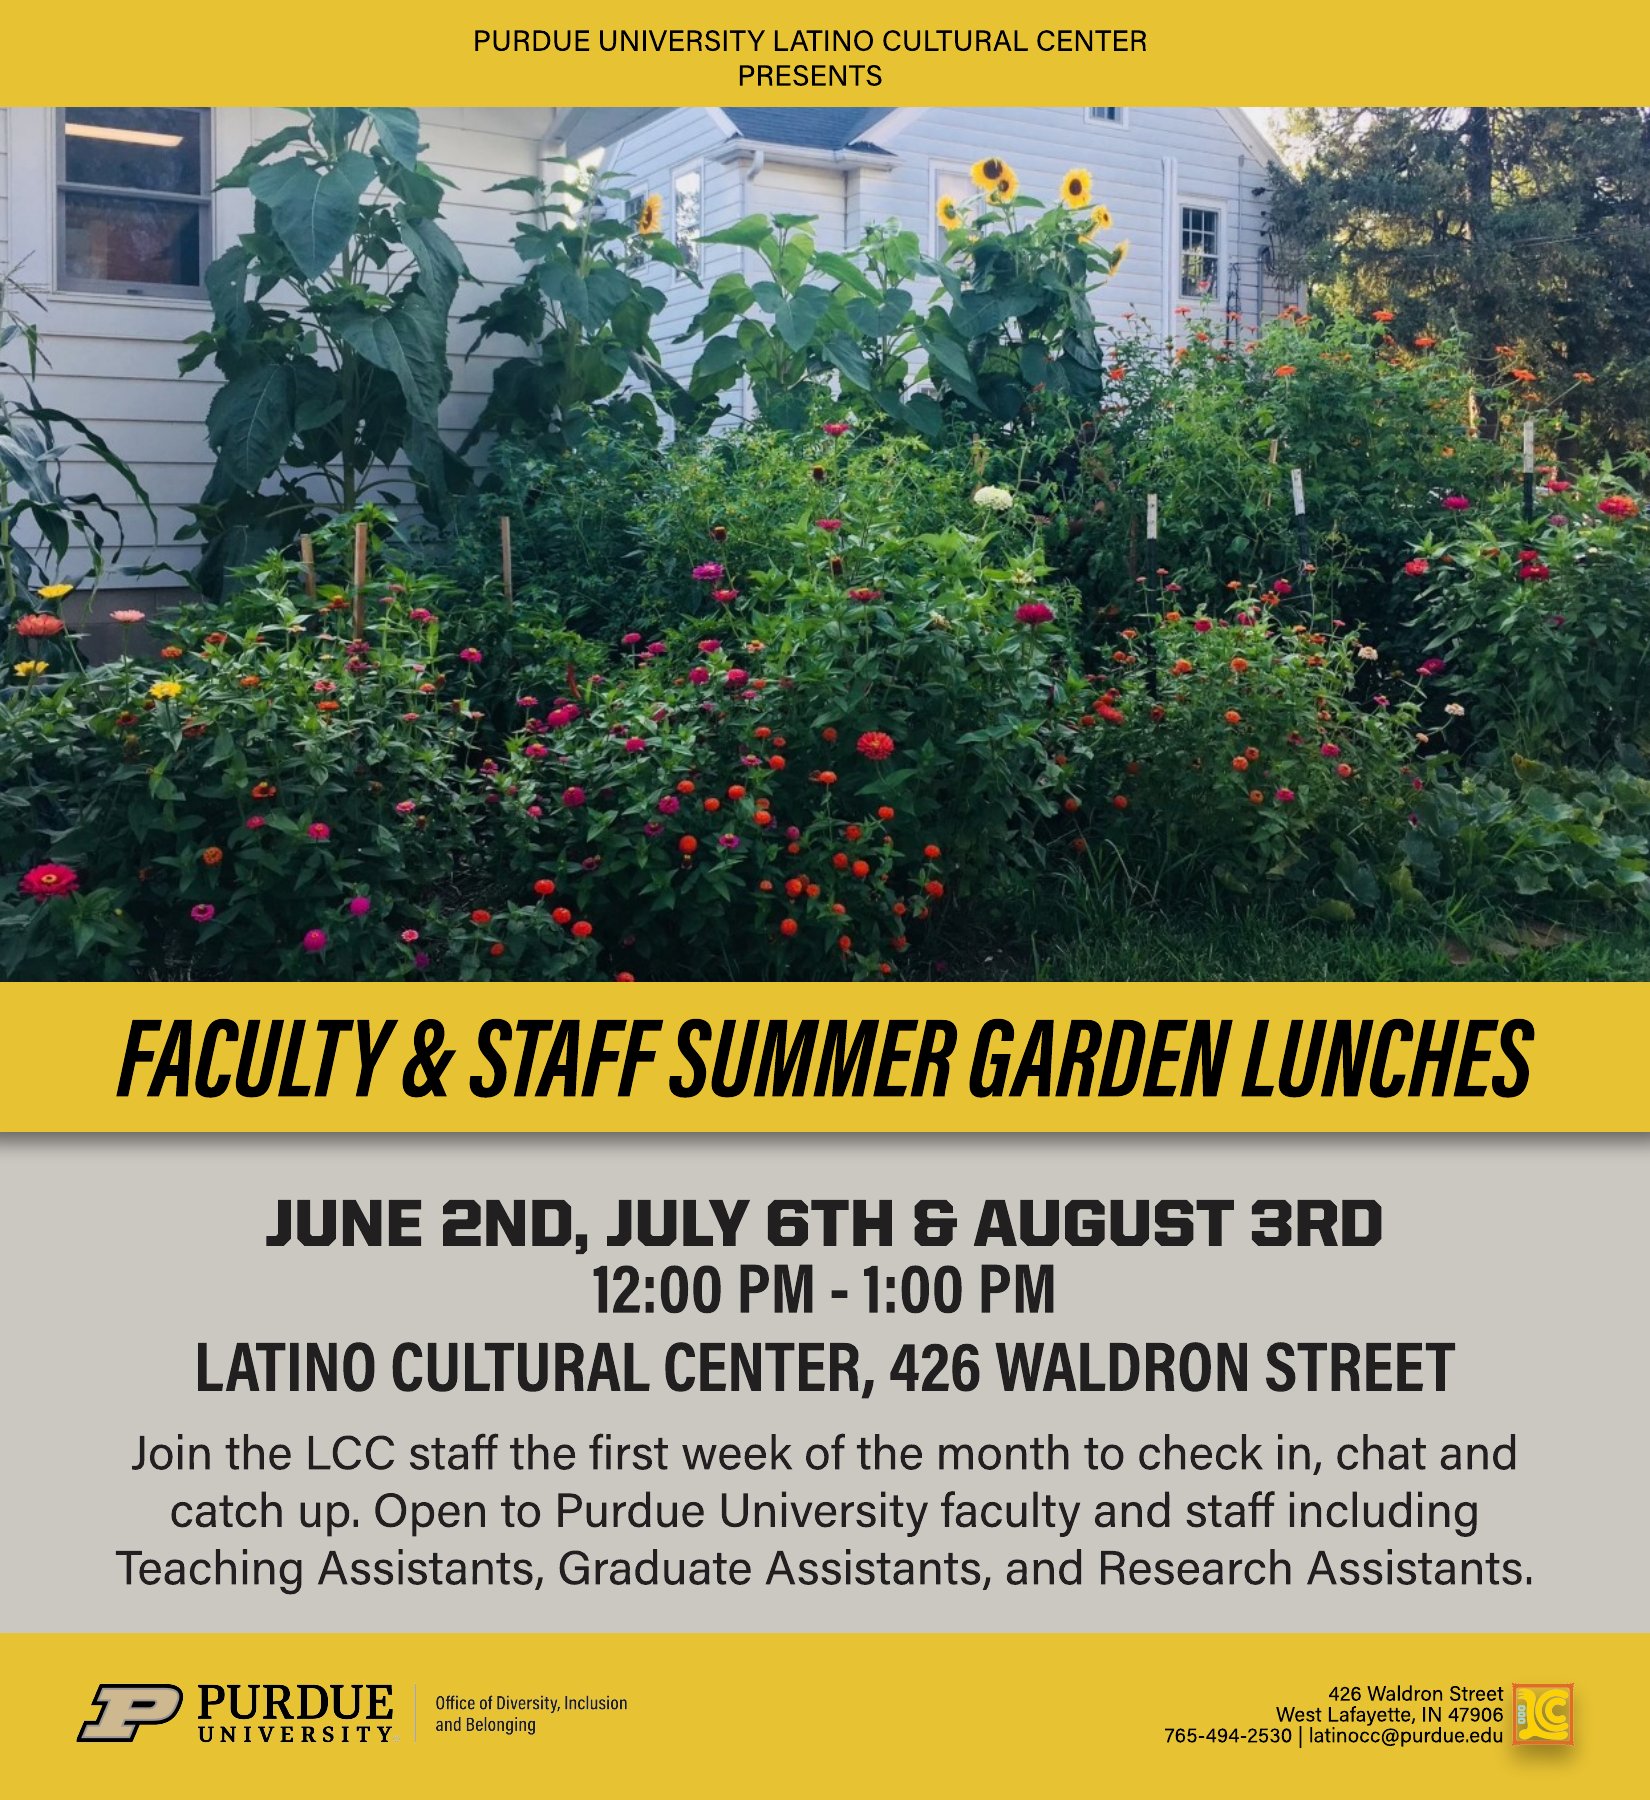 PURDUE UNIVERSITY LATINO CULTURAL CENTER
PRESENTS
FACULTY & STAFF SUMMER GARDEN LUNCHES
JUNE 2ND, JULY 6TH & AUGUST 3RD
12:00 PM - 1:00 PM
LATINO CULTURAL CENTER, 426 WALDRON STREET
Join the LCC staff the first week of the month to check in, chat and
catch up. Open to Purdue University faculty and staff including
Teaching Assistants, Graduate Assistants, and Research Assistants.
P PURDUE
UNIVERSITY
Office of Diversity, Inclusion
and Belonging
426 Waldron Street
West Lafayette, IN 47906
765-494-2530 | latinocc@purdue.edu
LCC